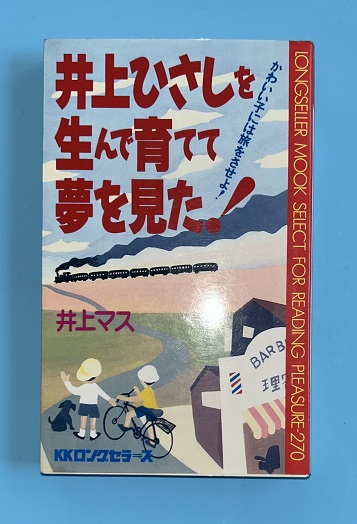 井上ひさしを
生んで育てて
夢を見た!
かわいい子には旅をさせよ!
井上マス
BARB
理容
KKロングセラーズ
LONGSELLER MOOK SELECT FOR READING PLEASURE-270